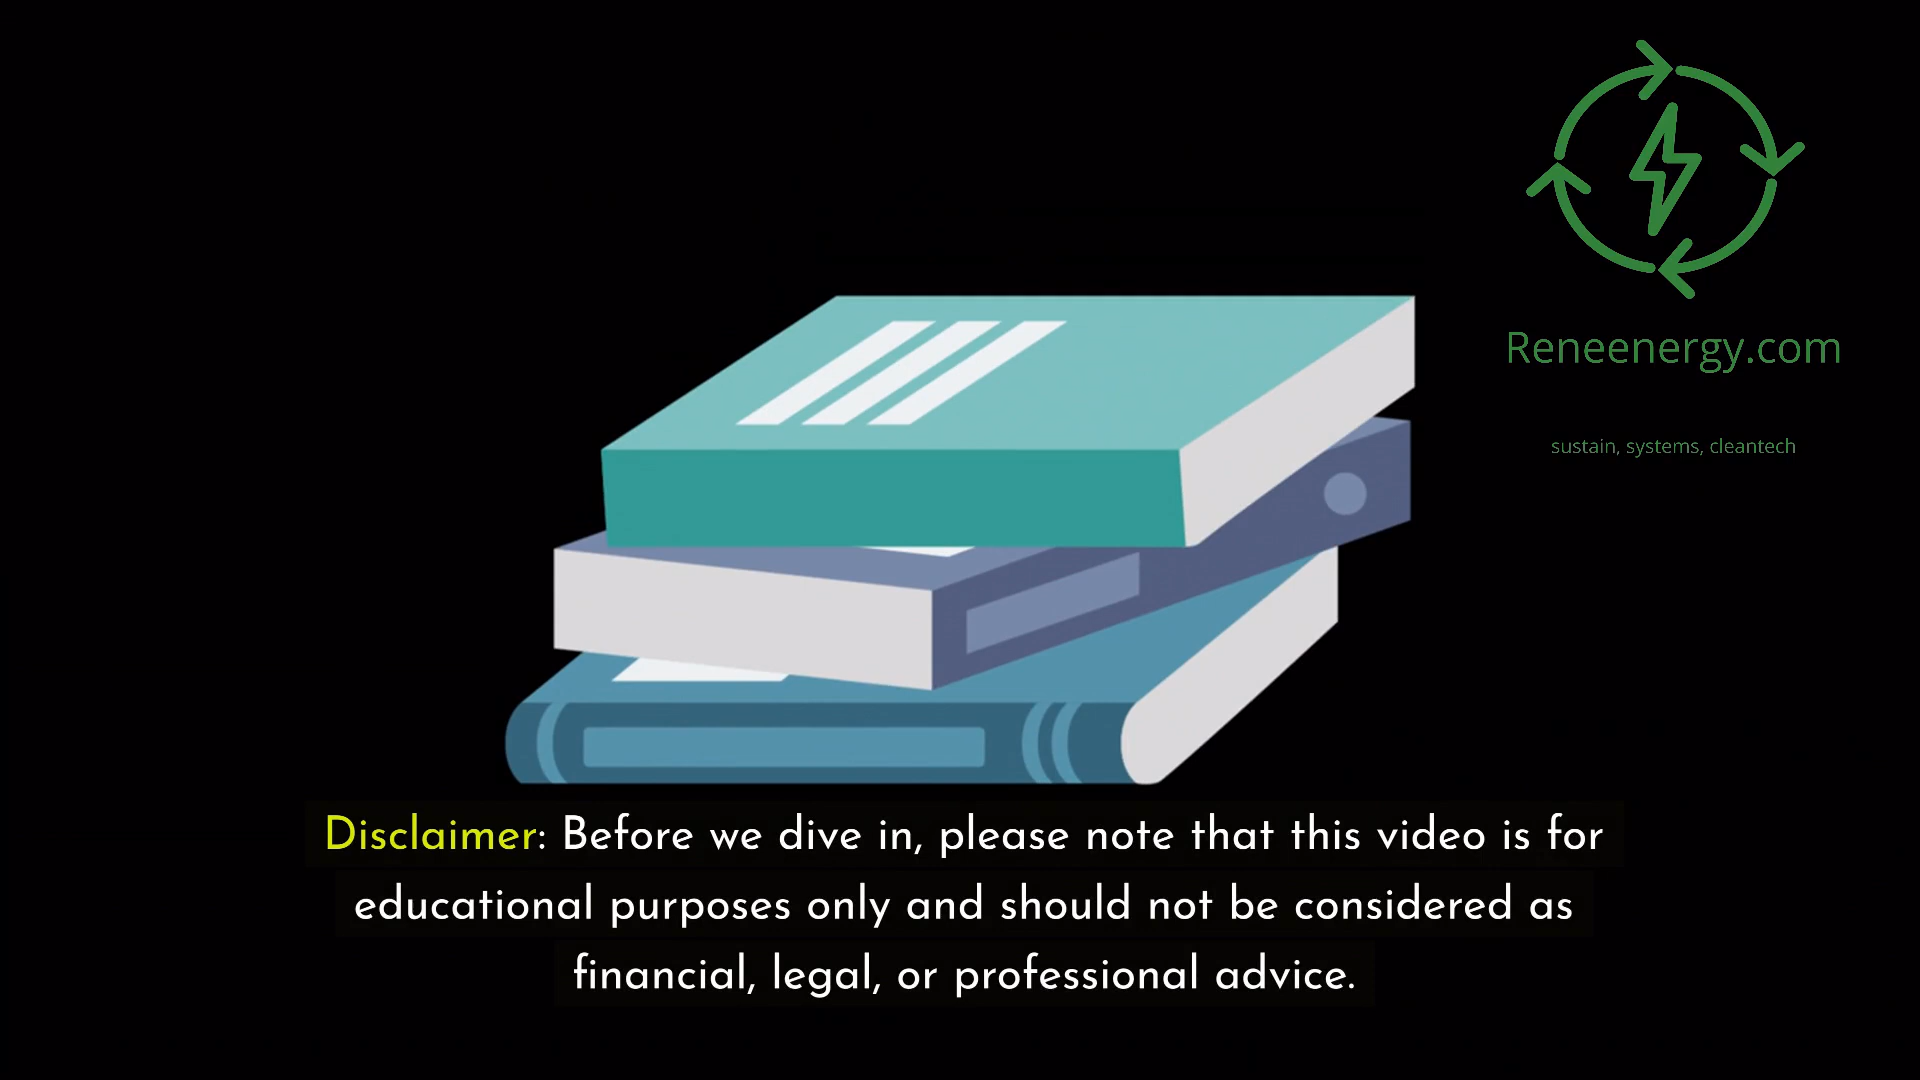 Reneenergy.com
sustain, systems, cleantech
Disclaimer: Before we dive in, please note that this video is for
educational purposes only and should not be considered as
financial, legal, or professional advice.